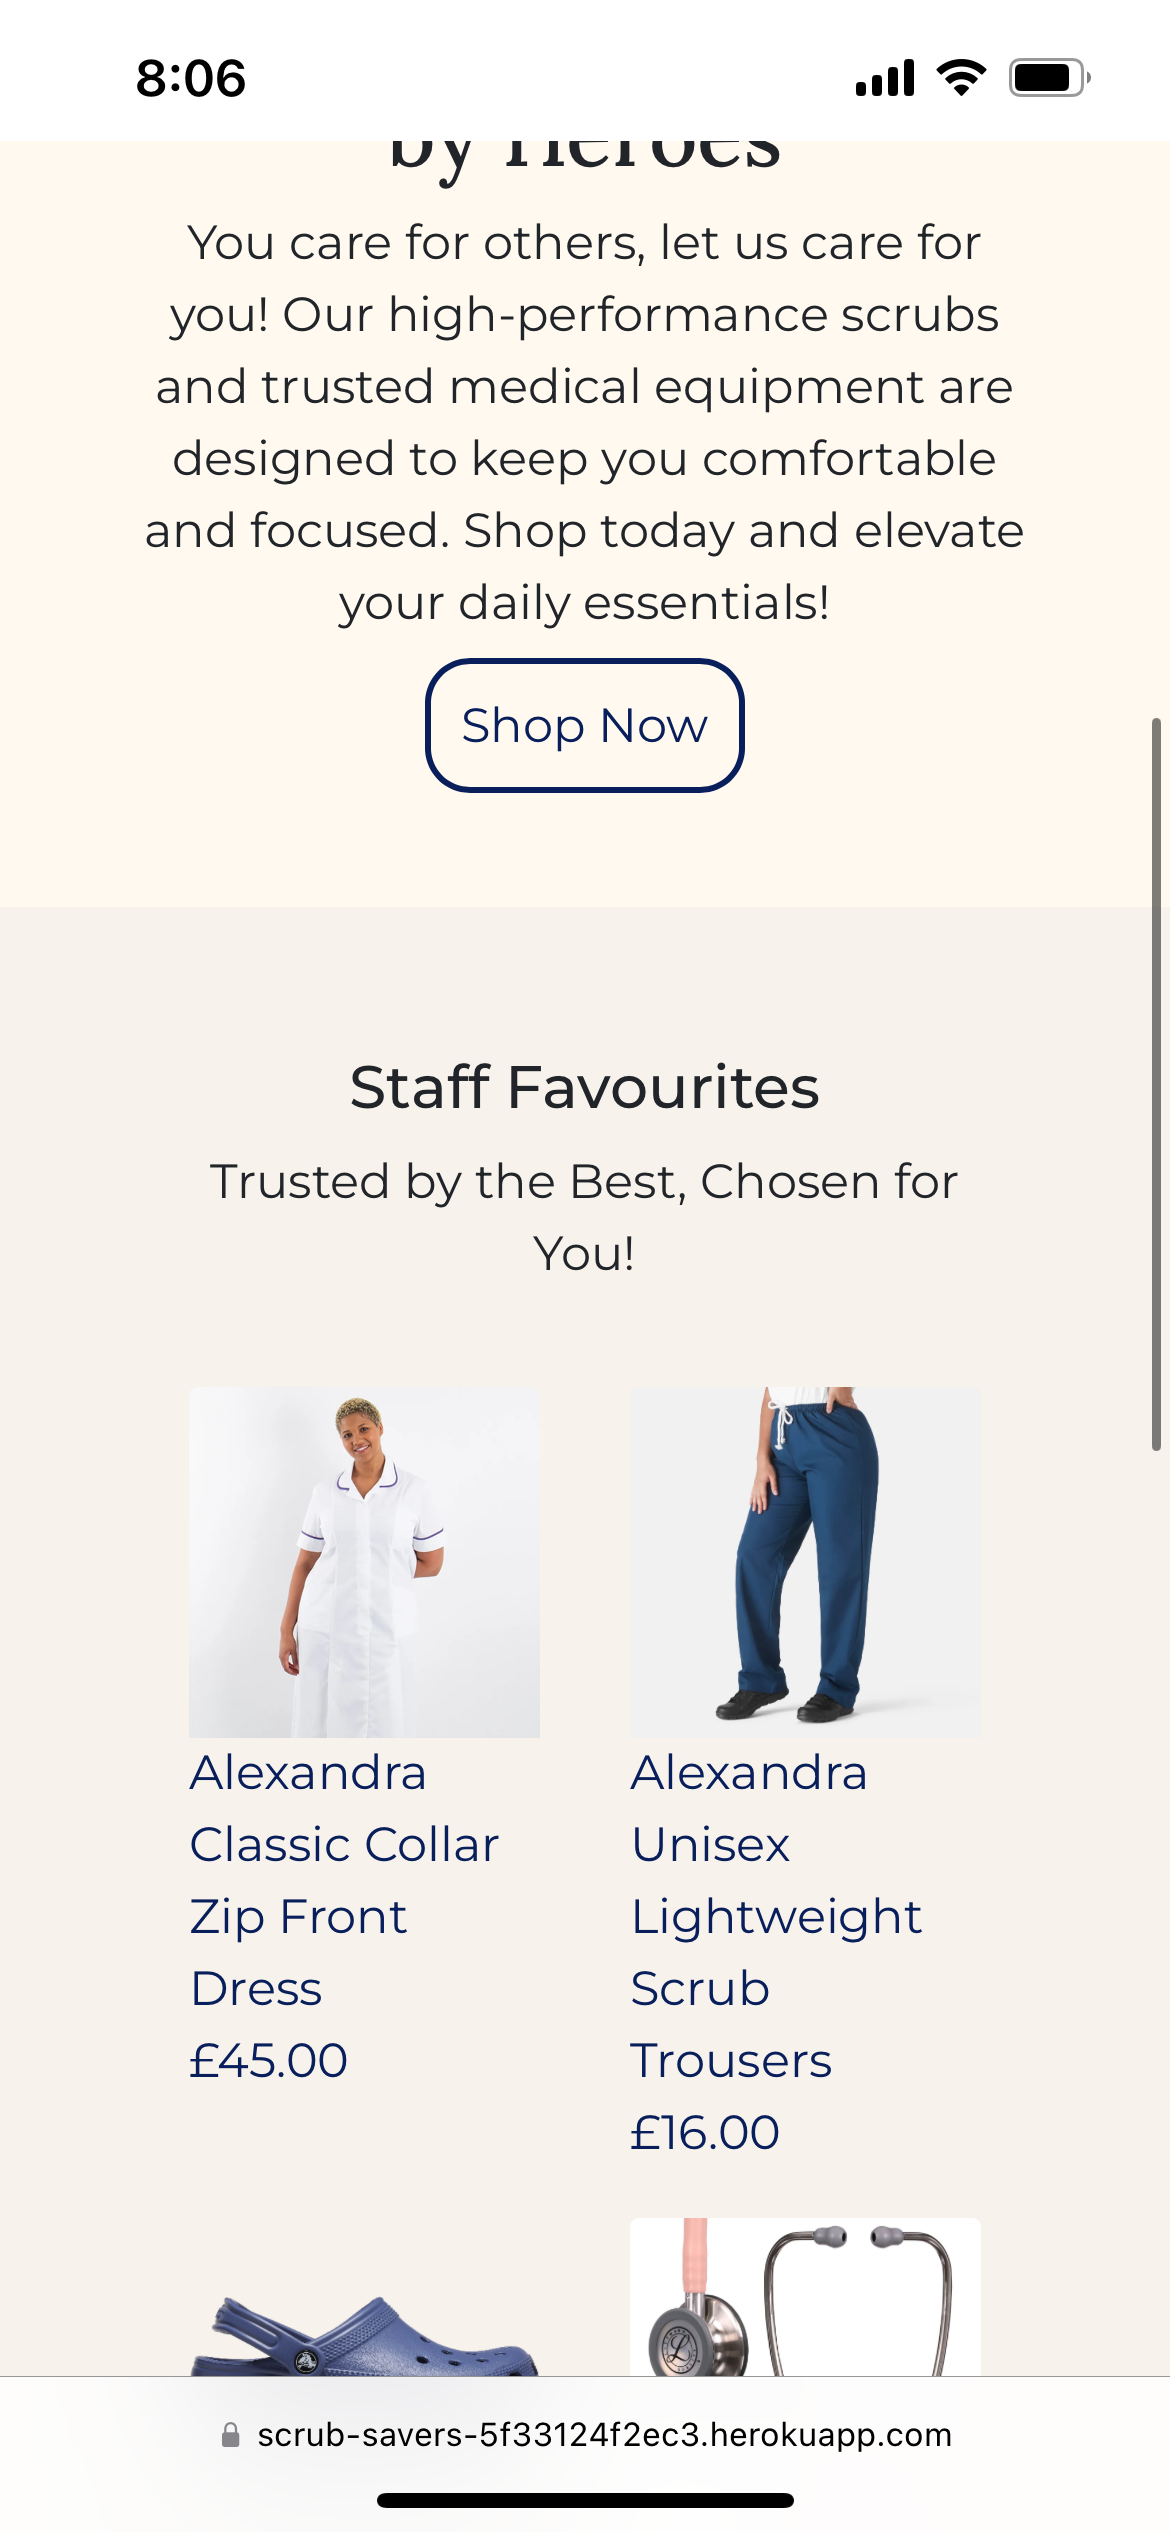 8:06
by Heroes
You care for others, let us care for
you! Our high-performance scrubs
and trusted medical equipment are
designed to keep you comfortable
and focused. Shop today and elevate
your daily essentials!
Shop Now
Staff Favourites
Trusted by the Best, Chosen for
You!
Alexandra
Classic Collar
Zip Front
Dress
£45.00
Alexandra
Unisex
Lightweight
Scrub
Trousers
£16.00
scrub-savers-5f33124f2ec3.herokuapp.com